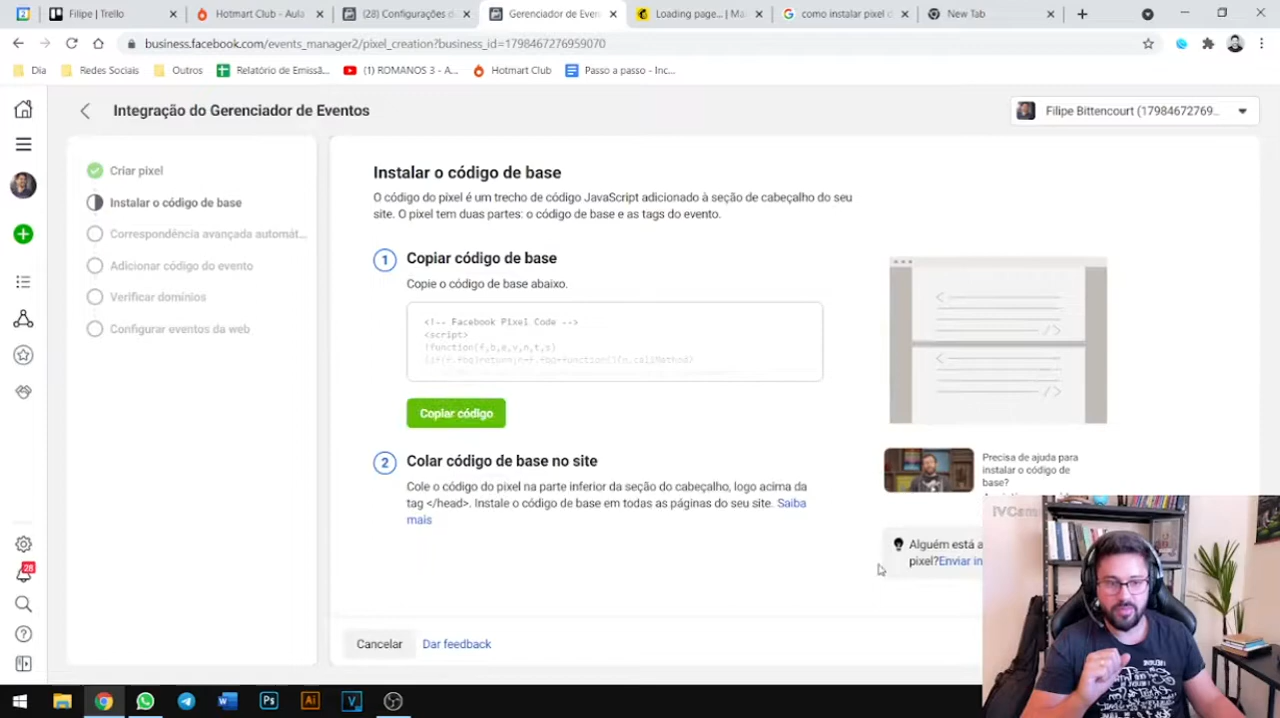 Filipe | Trello
Hotmart Club - Aula
(28) Configurações d
Gerenciador de Even
Loading page... | Ma
como instalar pixel d
New Tab
business.facebook.com/events_manager2/pixel_creation?business_id=1798467276959070
Dia
Redes Sociais
Outros
Relatório de Emissã...
(1) ROMANOS 3 - A...
Hotmart Club
Passo a passo - Inc...
Integração do Gerenciador de Eventos
Filipe Bittencourt (17984672769...
Criar pixel
Instalar o código de base
Correspondência avançada automát...
Adicionar código do evento
Verificar domínios
Configurar eventos da web
28
Instalar o código de base
O código do pixel é um trecho de código JavaScript adicionado à seção de cabeçalho do seu
site. O pixel tem duas partes: o código de base e as tags do evento.
1 Copiar código de base
Copie o código de base abaixo.
<!-- Facebook Pixel Code -->
<script>
!function(f,b,e,v,n,t,s)
{if(f.fbq)return;n=f.fbq=function(){n.callMethod?
Copiar código
2 Colar código de base no site
Cole o código do pixel na parte inferior da seção do cabeçalho, logo acima da
tag </head>. Instale o código de base em todas as páginas do seu site. Saiba
mais
Precisa de ajuda para
instalar o código de
base?
Alguém está a
pixel?Enviar in
Cancelar
Dar feedback
iVCam